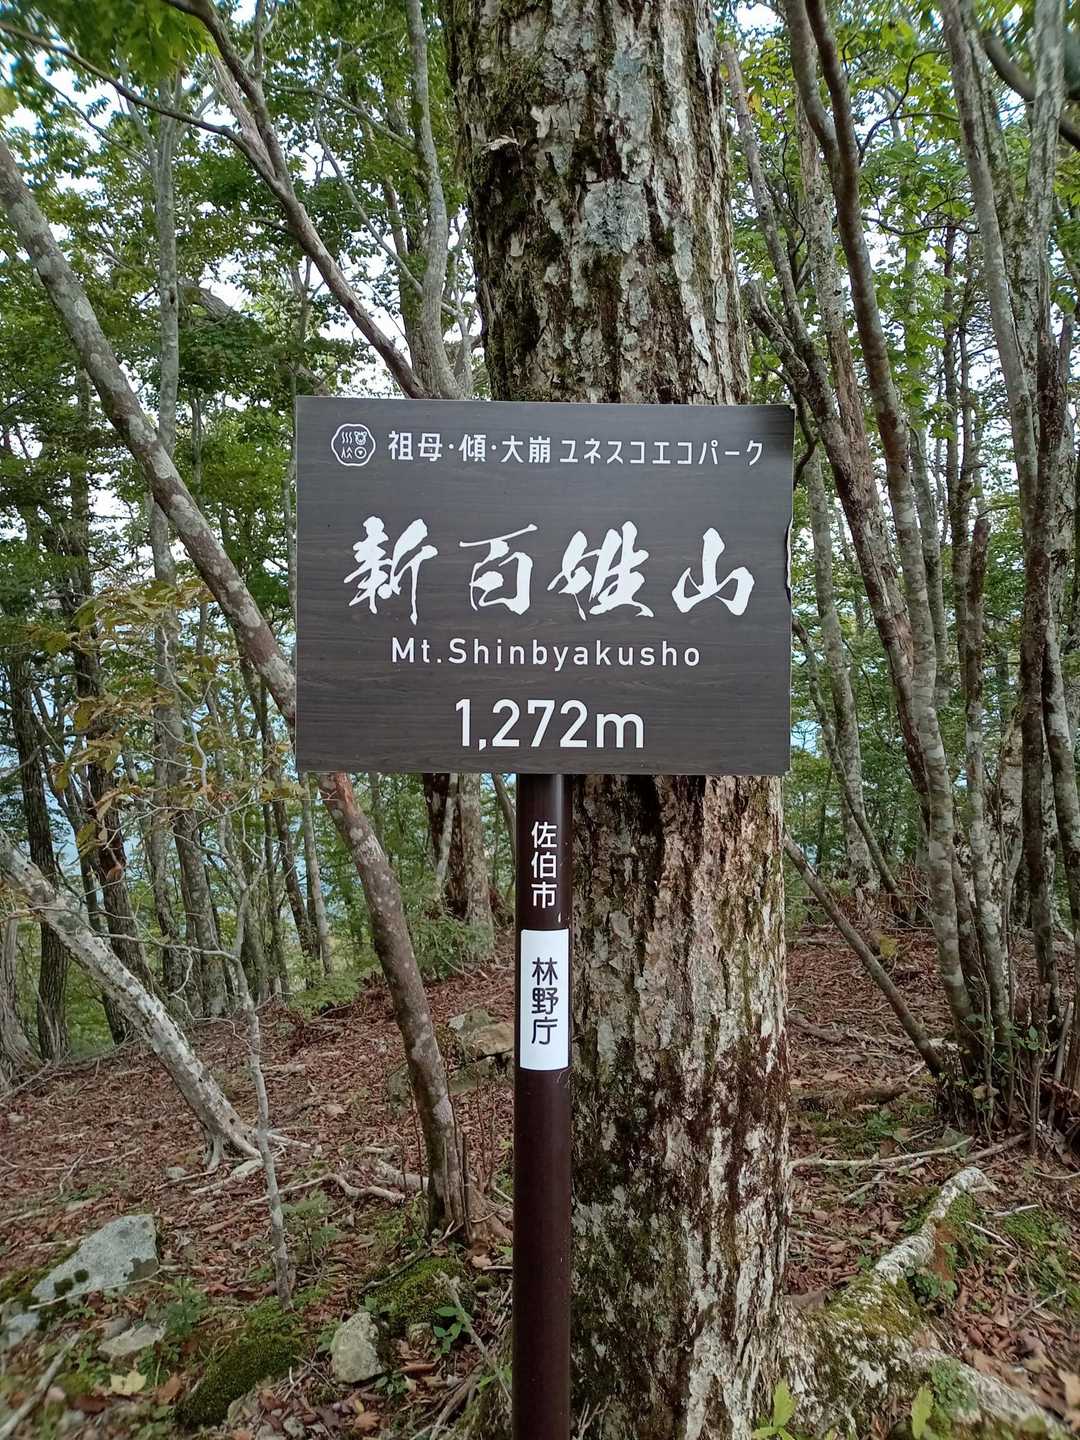 祖母・傾・大崩 ユネスコエコパーク
新百姓山
Mt.Shinbyakusho
1,272m
佐伯市
林野庁